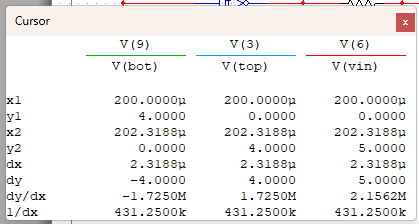 Cursor x
V(9) V(3) V(6)
V(bot) V(top) V(vin)
x1 200.0000µ 200.0000µ 200.0000µ
y1 4.0000 0.0000 0.0000
x2 202.3188µ 202.3188µ 202.3188µ
y2 0.0000 4.0000 5.0000
dx 2.3188µ 2.3188µ 2.3188µ
dy -4.0000 4.0000 5.0000
dy/dx -1.7250M 1.7250M 2.1562M
1/dx 431.2500k 431.2500k 431.2500k